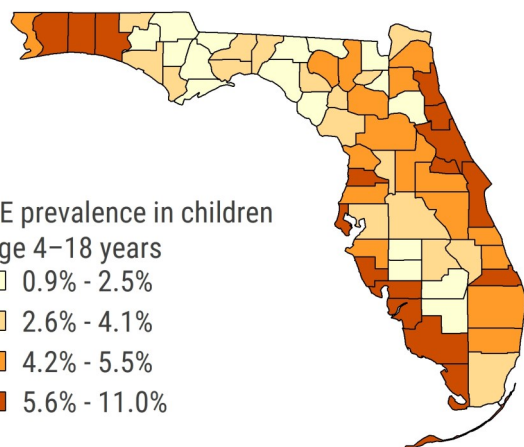 E prevalence in children
ge 4–18 years
0.9% - 2.5%
2.6% - 4.1%
4.2% - 5.5%
5.6% - 11.0%